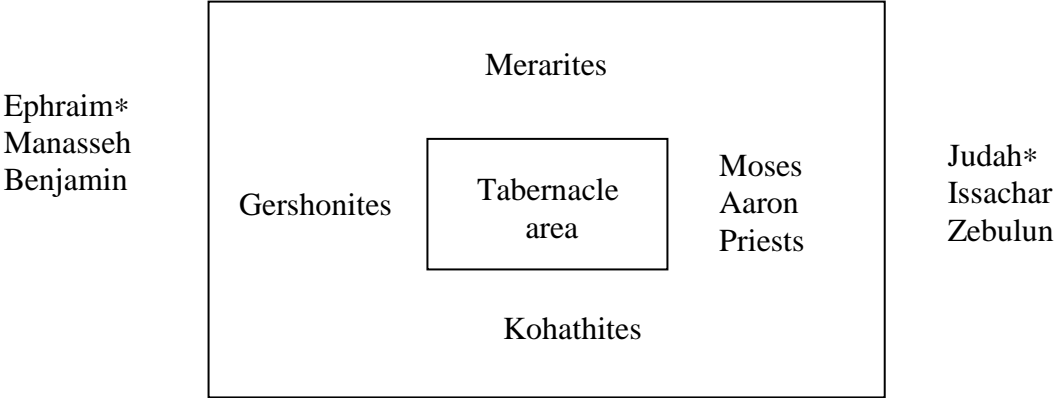 Merarites
Ephraim*
Manasseh
Benjamin
Gershonites
Tabernacle
area
Moses
Aaron
Priests
Judah*
Issachar
Zebulun
Kohathites